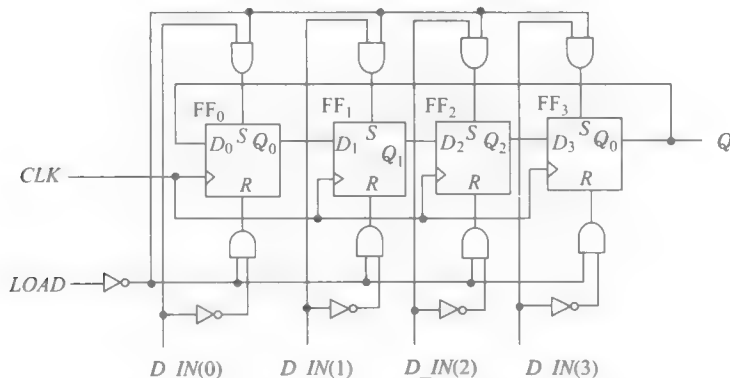 FF0 FF1 FF2 FF3
S S S S
D0 Q0 D1 Q1 D2 Q2 D3 Q0 Q
CLK
R R R R
LOAD
D IN(0) D IN(1) D_IN(2) D IN(3)